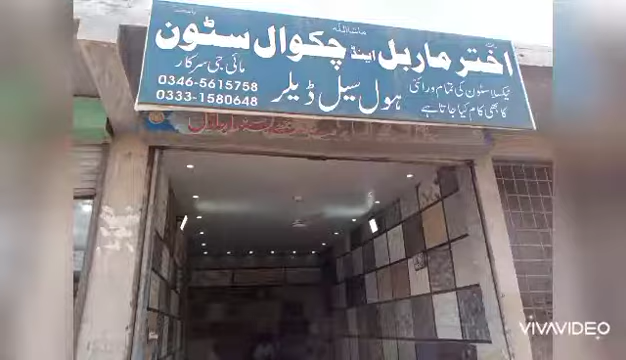 ماشاءاللہ
اختر ماربل اینڈ چکوال سٹون
مائی جی سرکار
ٹیکسلا سٹون کی تمام ورائٹی
کا بھی کام کیا جاتا ہے
ہول سیل ڈیلر
0346-5615758
0333-1580648
VIVAVIDEO